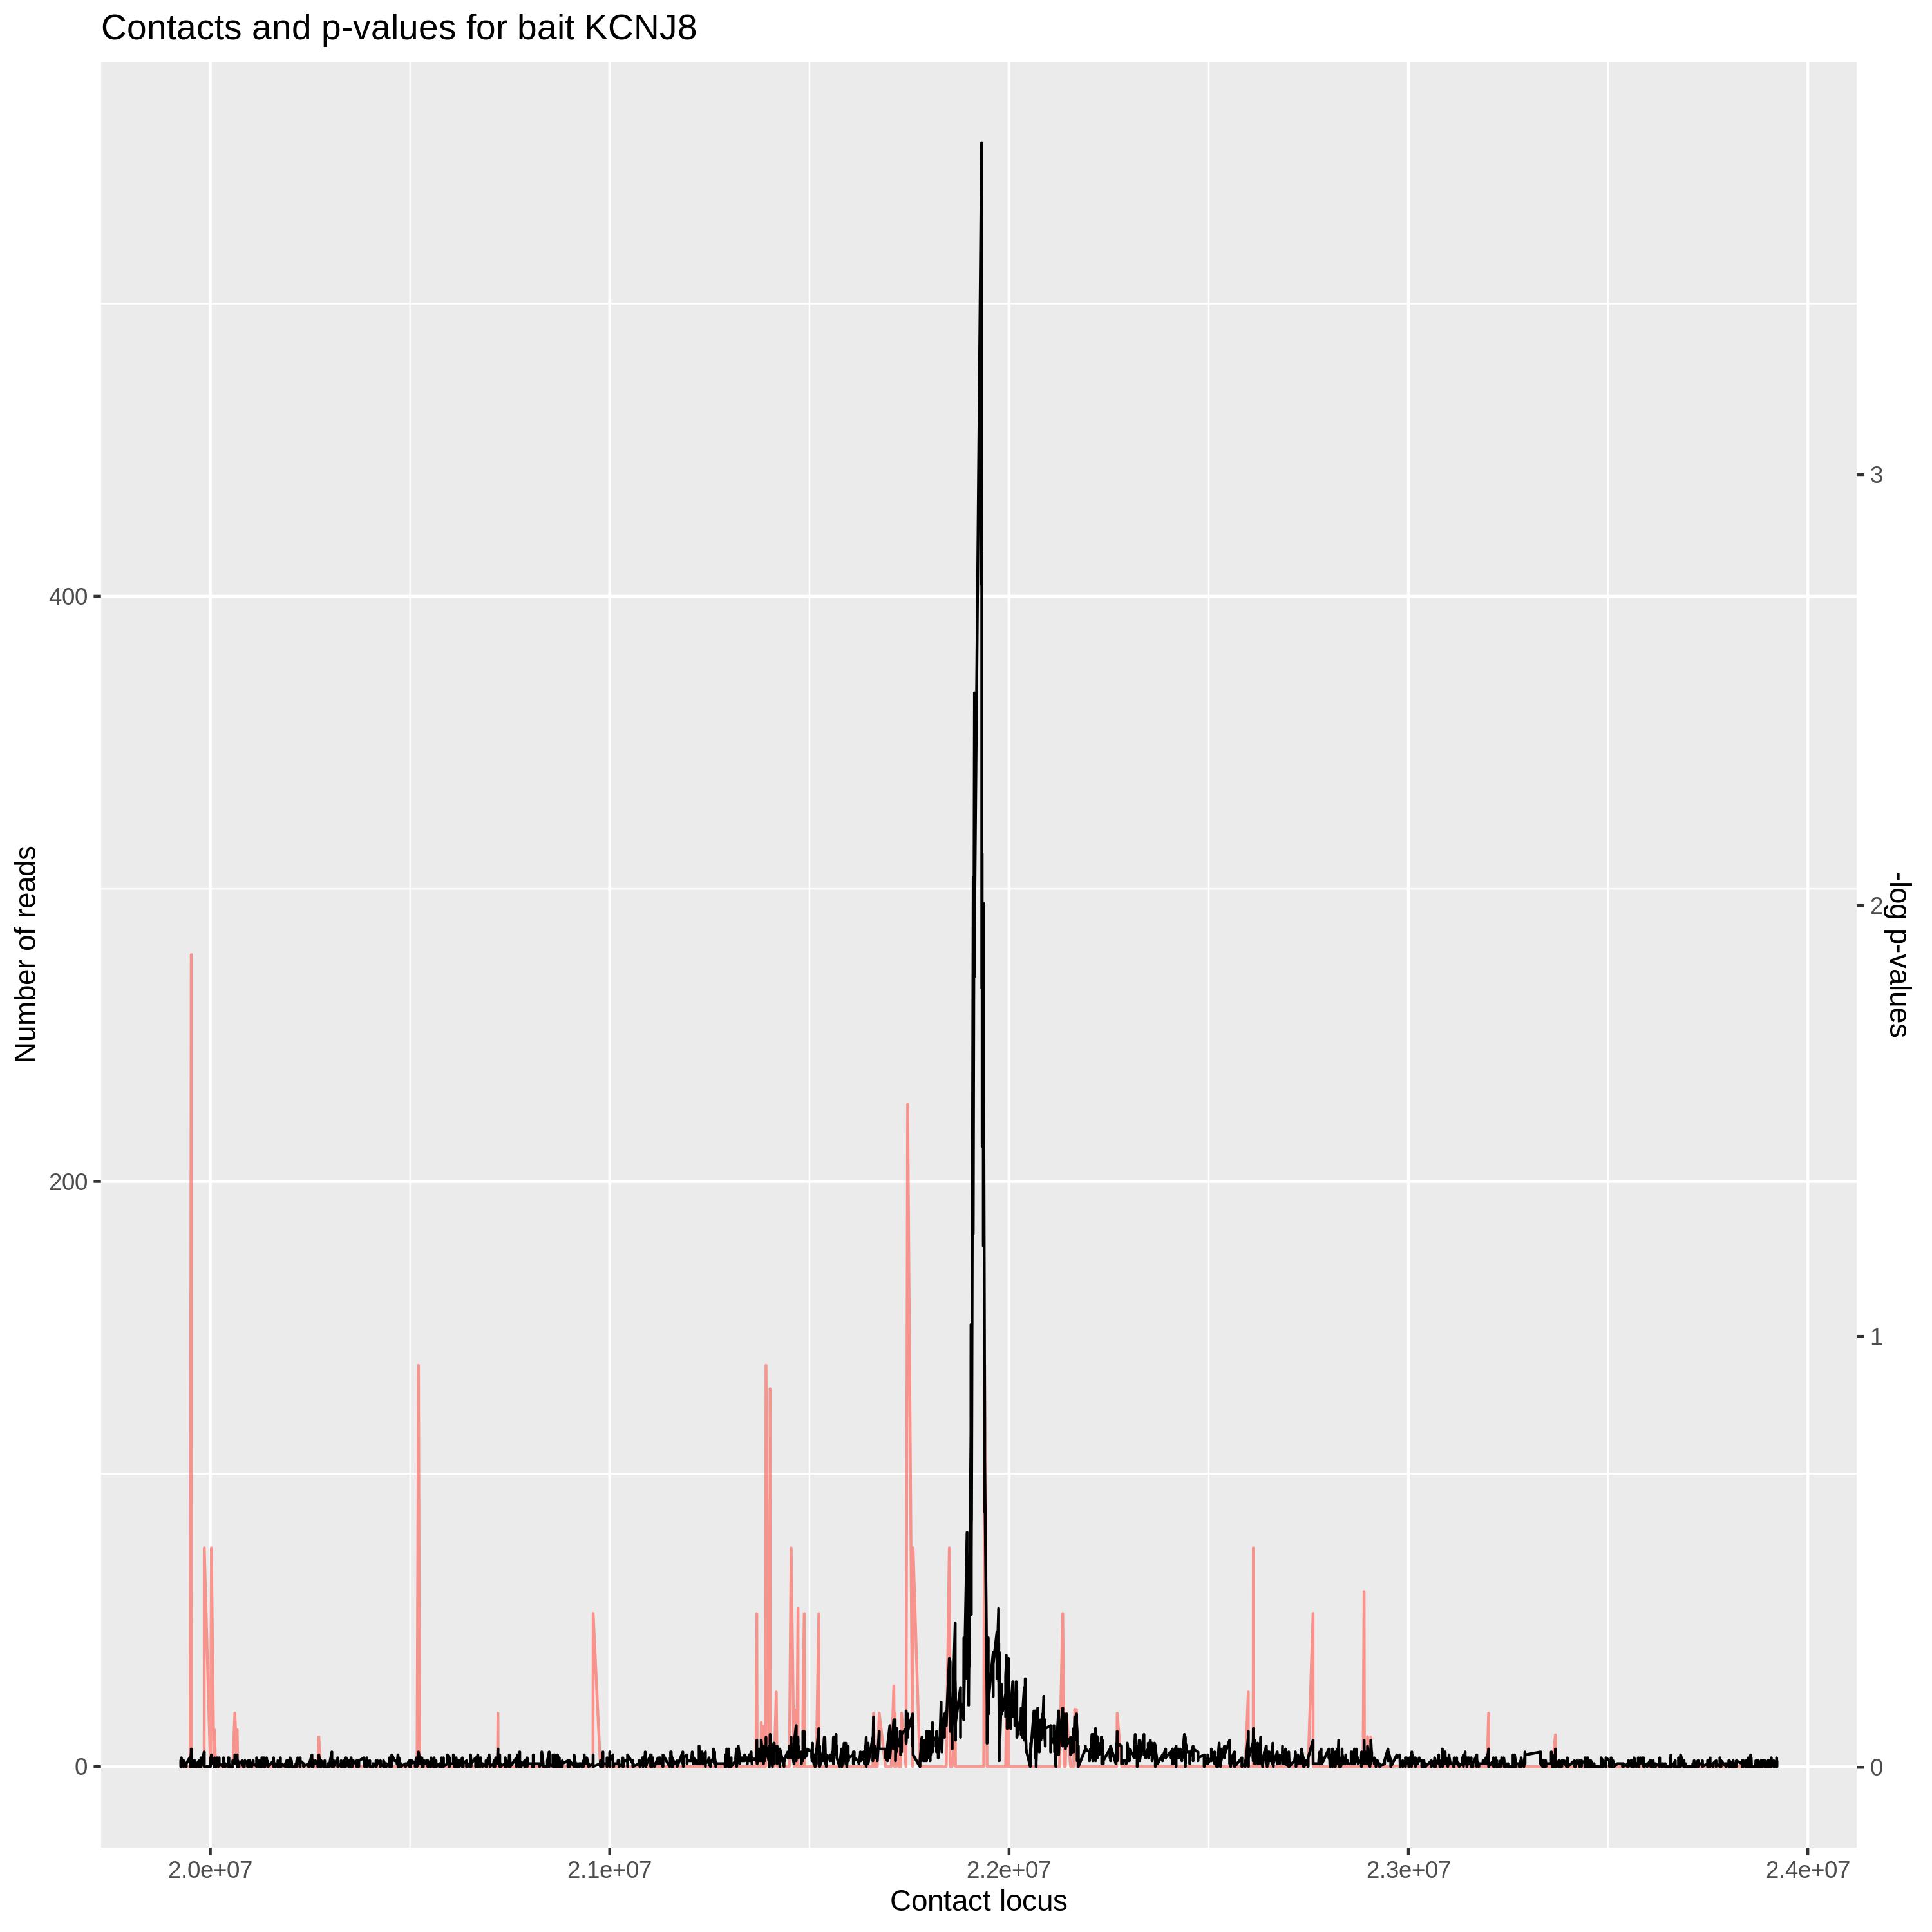 Contacts and p-values for bait KCNJ8
Number of reads
400
200
0
3
2
1
0
-log p-values
2.0e+07
2.1e+07
2.2e+07
2.3e+07
2.4e+07
Contact locus